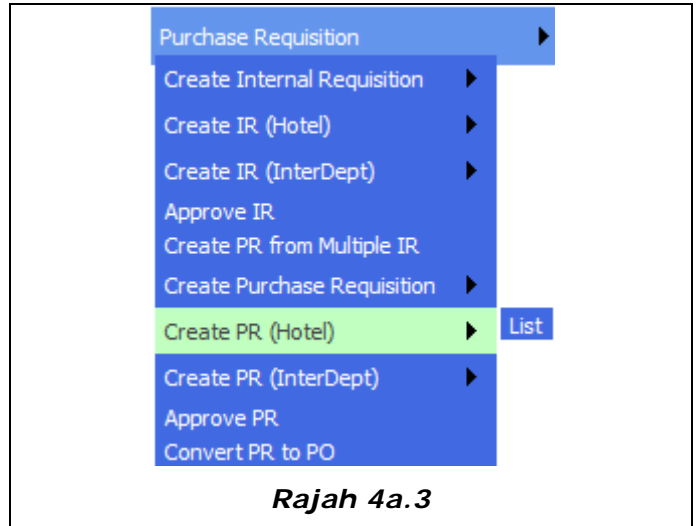 Purchase Requisition
Create Internal Requisition
Create IR (Hotel)
Create IR (InterDept)
Approve IR
Create PR from Multiple IR
Create Purchase Requisition
Create PR (Hotel)
List
Create PR (InterDept)
Approve PR
Convert PR to PO
Rajah 4a.3